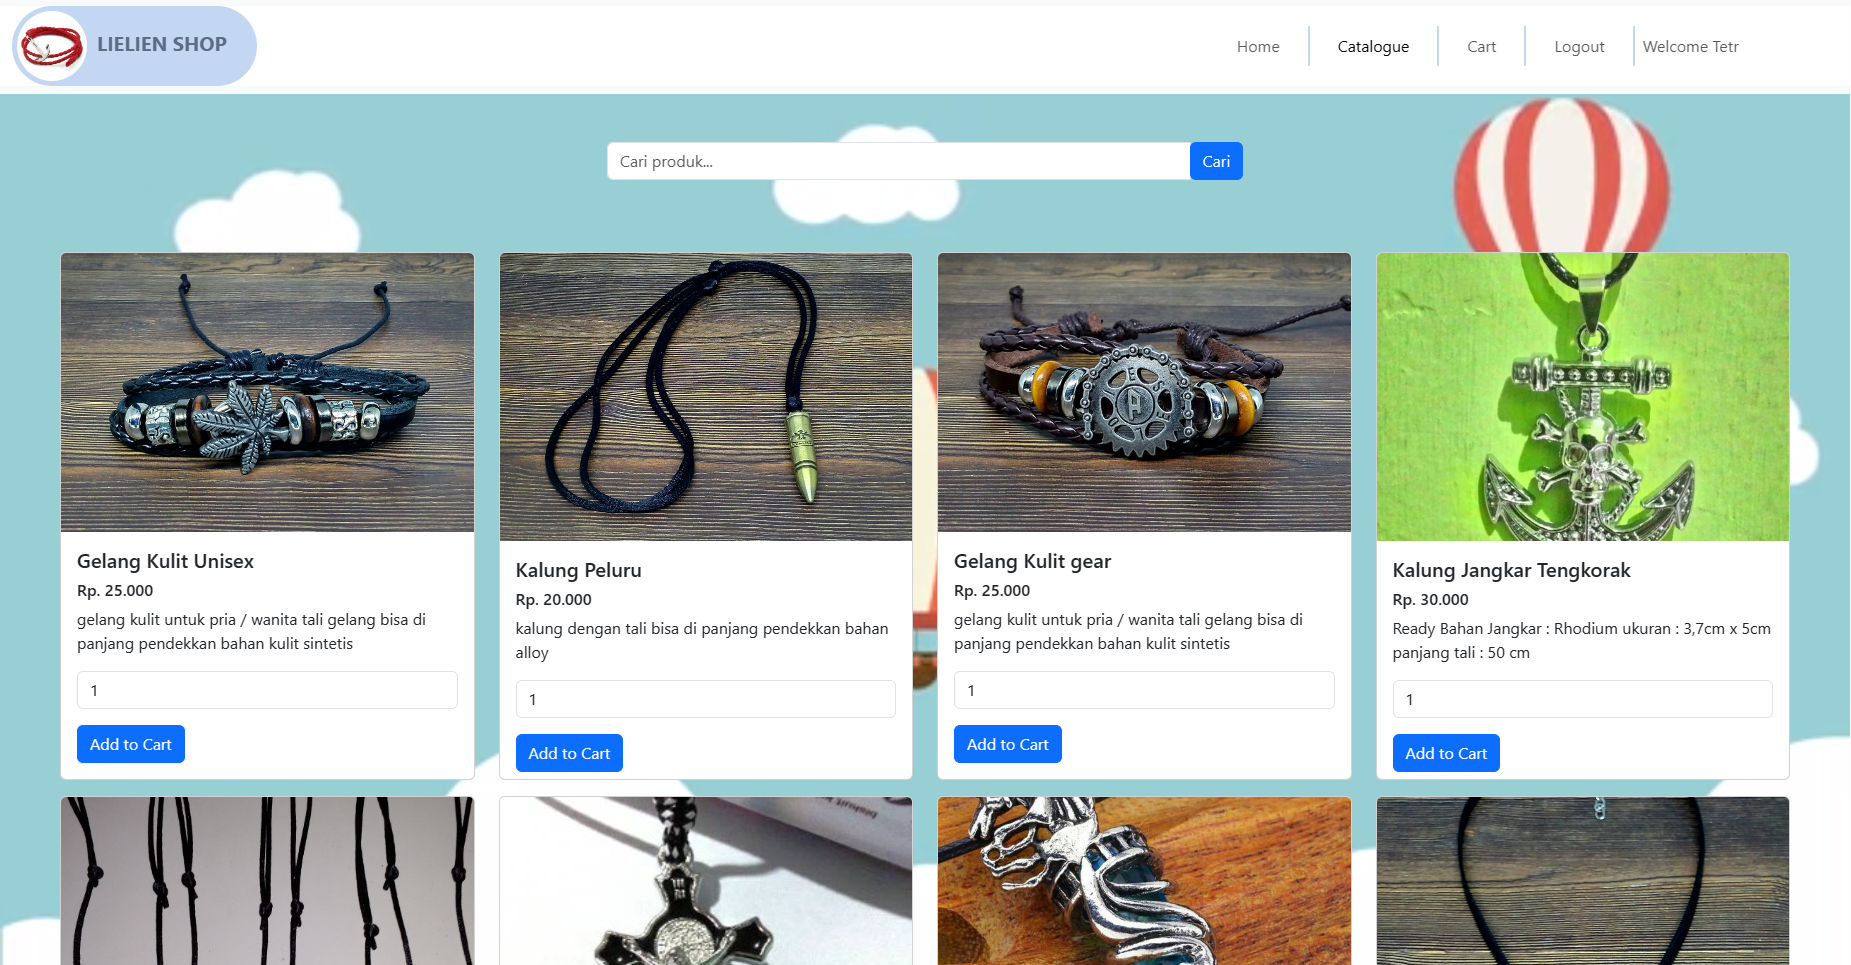 LIELIEN SHOP
Home
Catalogue
Cart
Logout
Welcome Tetr
Cari produk...
Cari
Gelang Kulit Unisex
Rp. 25.000
gelang kulit untuk pria / wanita tali gelang bisa di
panjang pendekkan bahan kulit sintetis
1
Add to Cart
Kalung Peluru
Rp. 20.000
kalung dengan tali bisa di panjang pendekkan bahan
alloy
1
Add to Cart
Gelang Kulit gear
Rp. 25.000
gelang kulit untuk pria / wanita tali gelang bisa di
panjang pendekkan bahan kulit sintetis
1
Add to Cart
Kalung Jangkar Tengkorak
Rp. 30.000
Ready Bahan Jangkar : Rhodium ukuran : 3,7cm x 5cm
panjang tali : 50 cm
1
Add to Cart